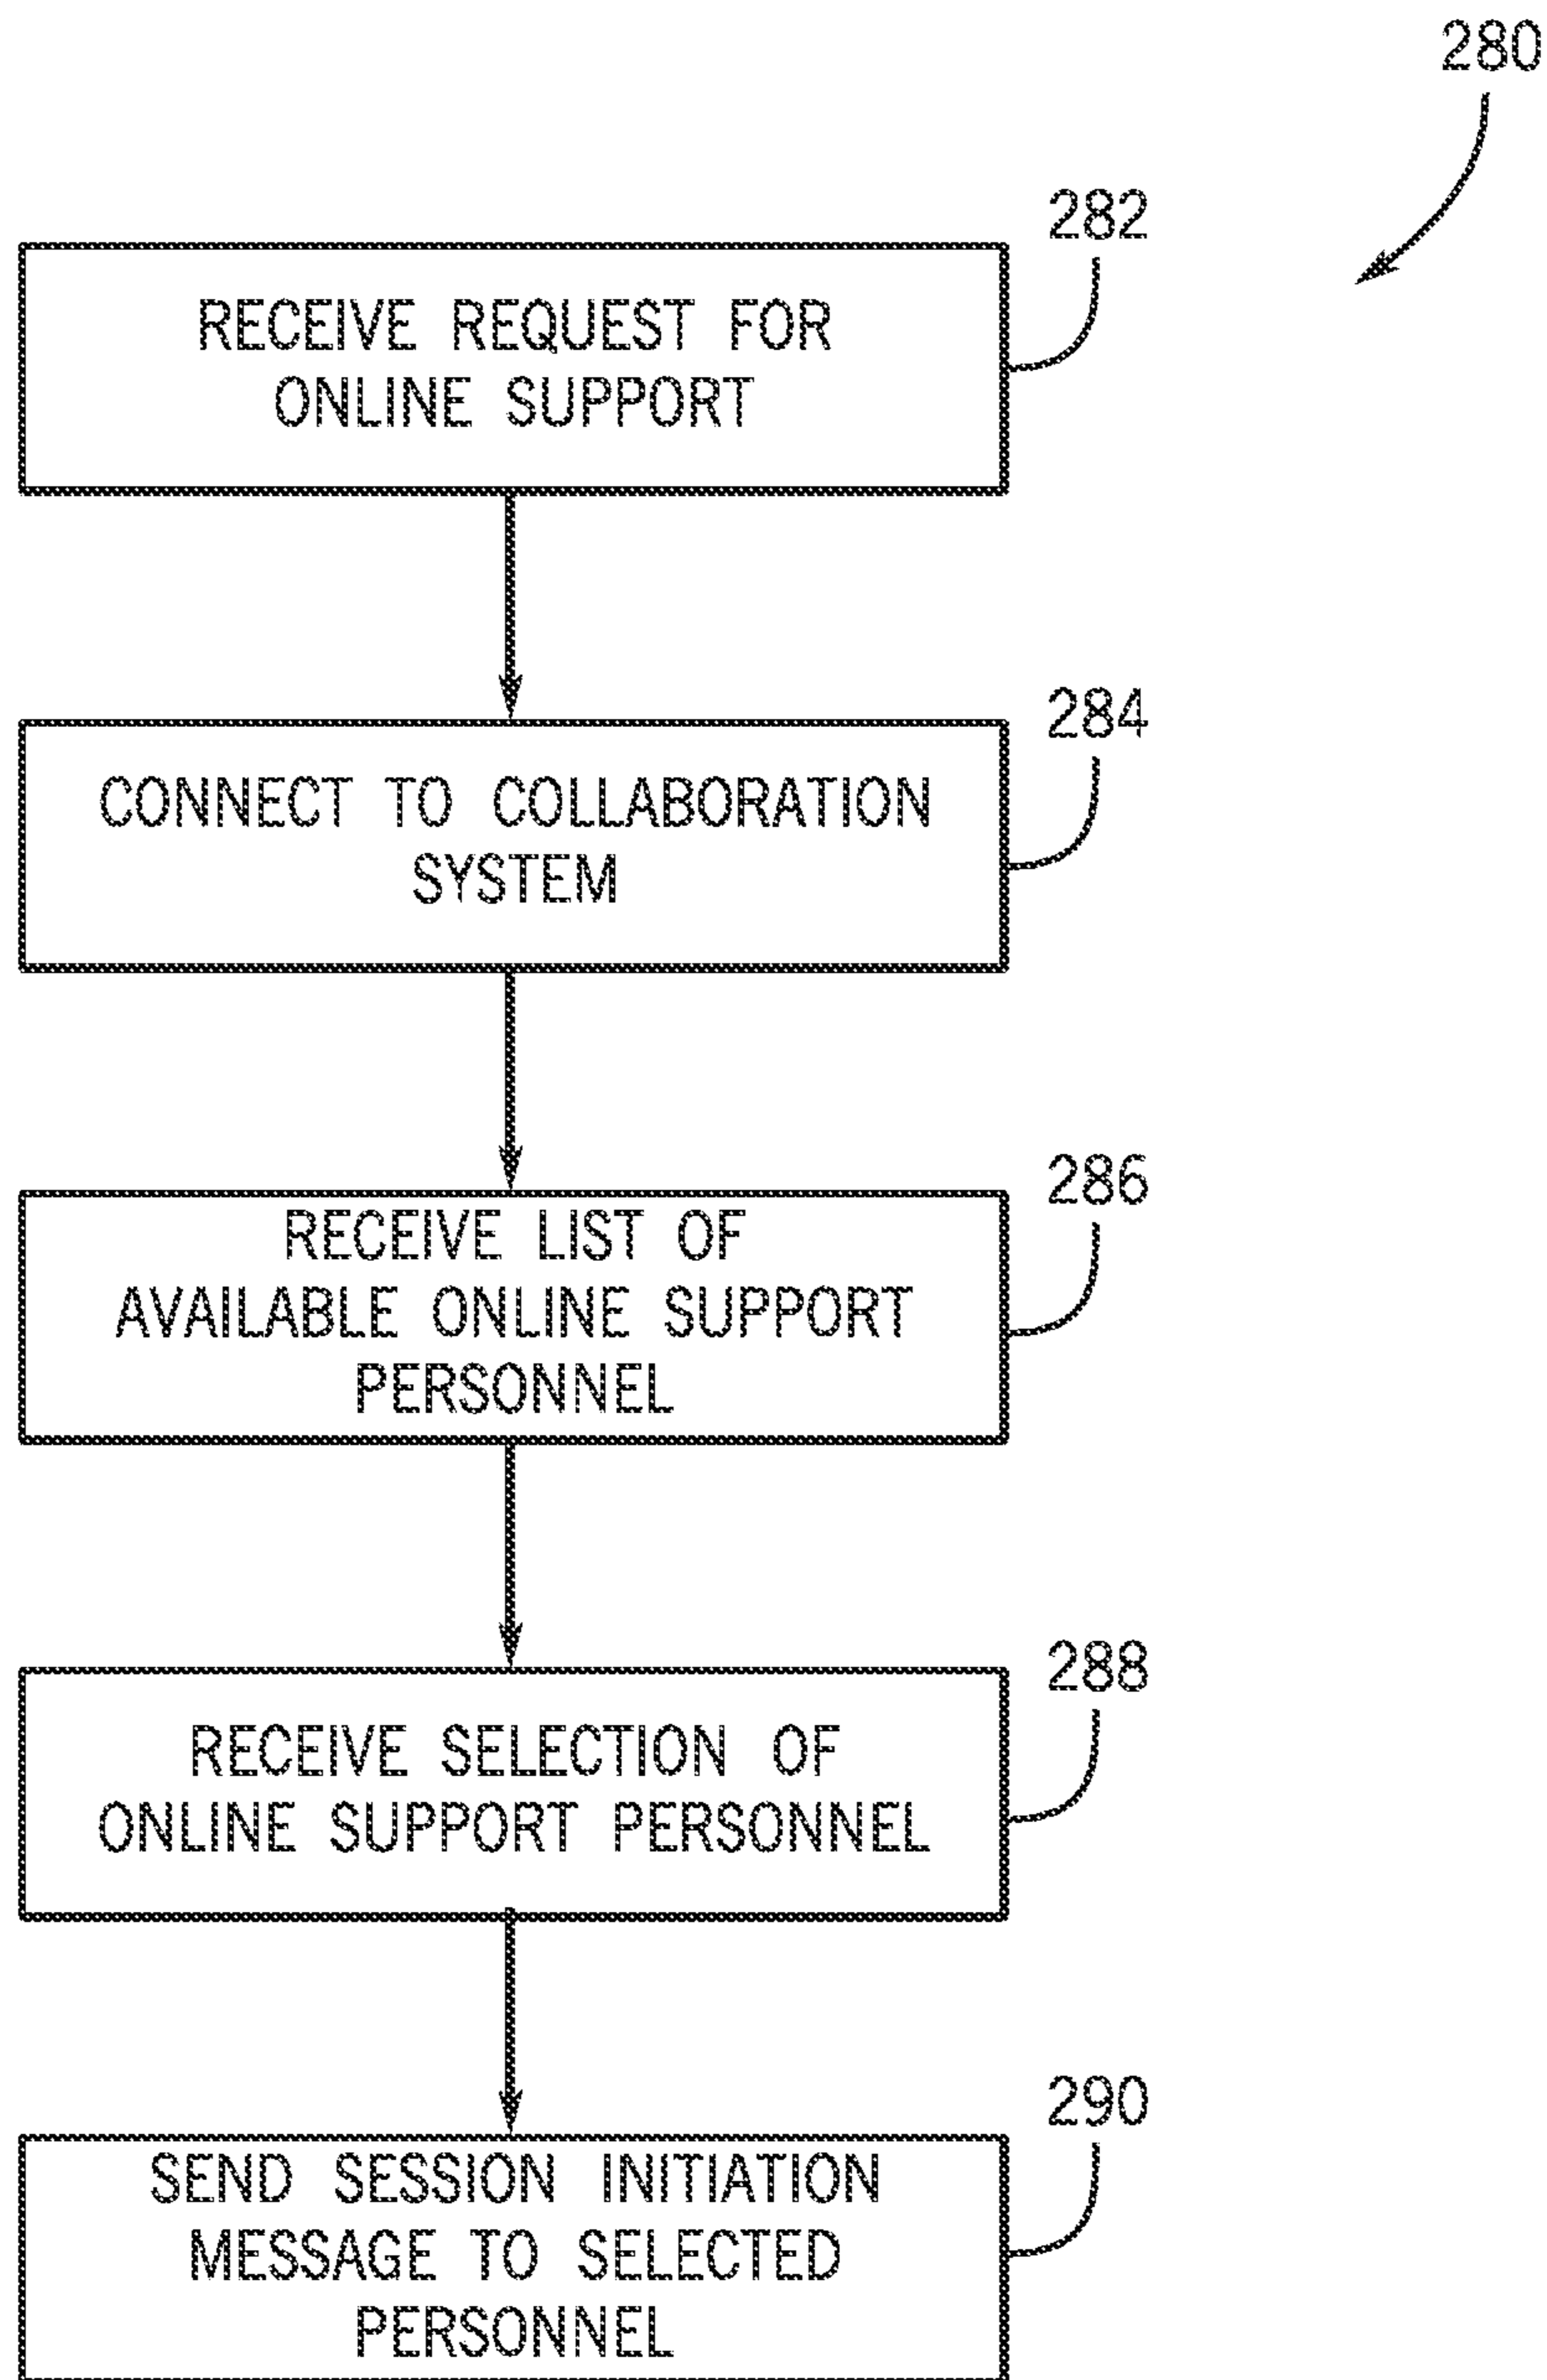 280
282
RECEIVE REQUEST FOR
ONLINE SUPPORT
284
CONNECT TO COLLABORATION
SYSTEM
286
RECEIVE LIST OF
AVAILABLE ONLINE SUPPORT
PERSONNEL
288
RECEIVE SELECTION OF
ONLINE SUPPORT PERSONNEL
290
SEND SESSION INITIATION
MESSAGE TO SELECTED
PERSONNEL